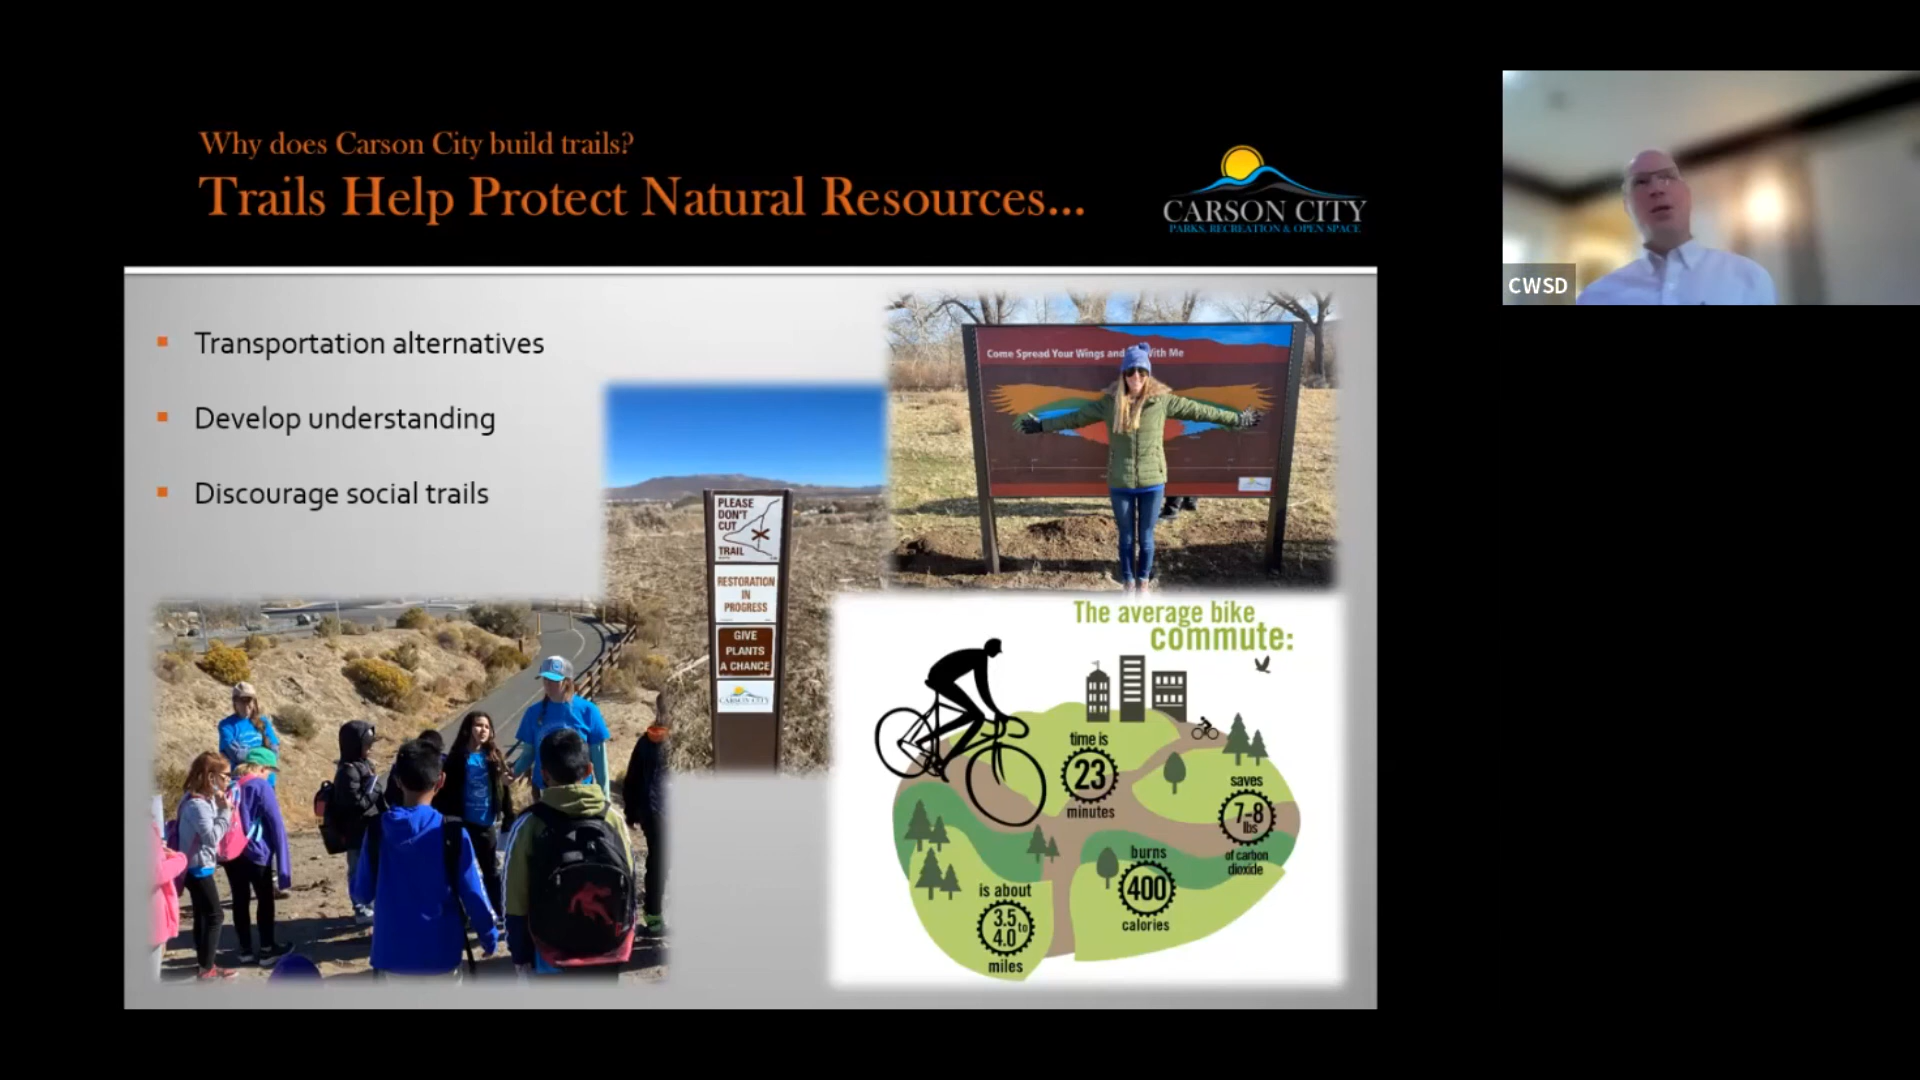 Why does Carson City build trails?
Trails Help Protect Natural Resources...
CARSON CITY
PARKS, RECREATION & OPEN SPACE
CWSD
Transportation alternatives
Develop understanding
Discourage social trails
Come Spread Your Wings and
With Me
PLEASE
DON'T
CUT
TRAIL
RESTORATION
IN
PROGRESS
GIVE
PLANTS
A CHANCE
CARSON CITY
The average bike
commute:
time is
23
minutes
saves
7-8
lbs
of carbon
dioxide
burns
400
calories
is about
3.5 to
4.0
miles